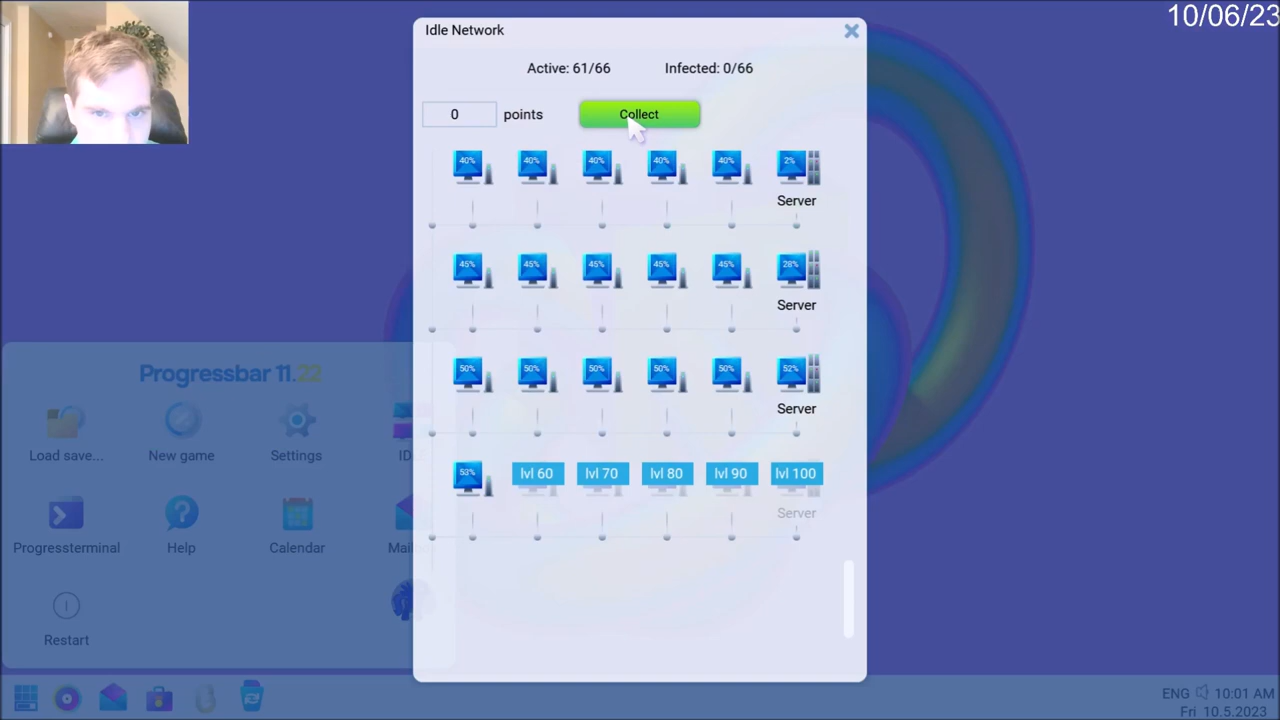 10/06/23
Idle Network
Active: 61/66 Infected: 0/66
0 points Collect
40% 40% 40% 40% 40% 2%
Server
45% 45% 45% 45% 45% 28%
Server
50% 50% 50% 50% 50% 52%
Server
53% lvl 60 lvl 70 lvl 80 lvl 90 lvl 100
Server
Progressbar 11.22
Load save... New game Settings
Progressterminal Help Calendar
Restart
ENG 10:01 AM
Fri 10.5.2023